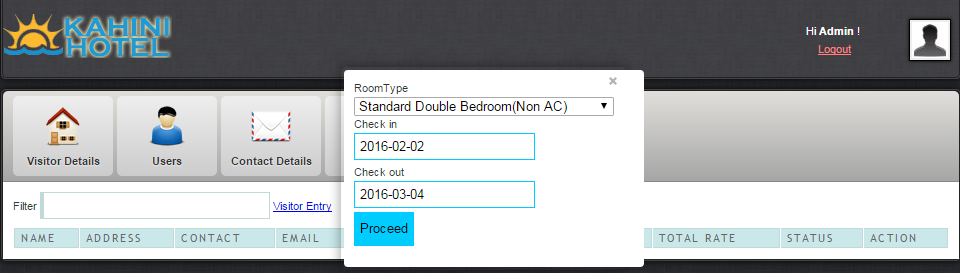 KAHINI
HOTEL
Hi Admin !
Logout
×
RoomType
Standard Double Bedroom(Non AC)
Check in
2016-02-02
Check out
2016-03-04
Proceed
Visitor Details
Users
Contact Details
Filter
Visitor Entry
NAME ADDRESS CONTACT EMAIL TOTAL RATE STATUS ACTION